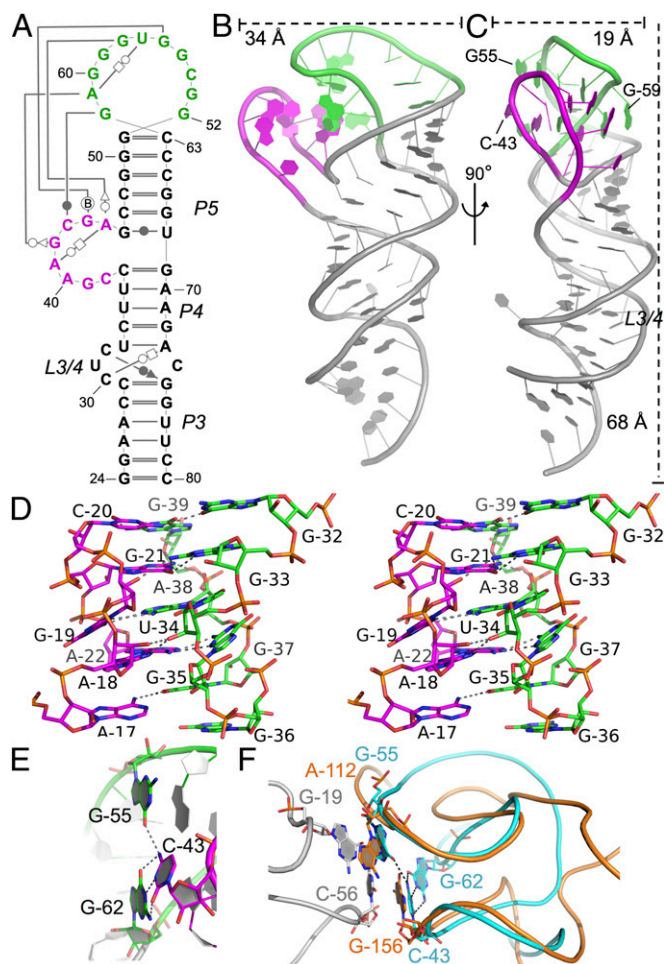 A
B
C
34 Å
19 Å
G G U G
G G
60 G C
A G
G G 52
C 63
50 G C
G C
G G
C G
B
C G A
C G
G G U
P5
A
A A G C C G
40 U A 70
U A
C G
P4
U A
L3/4
U
C C
30 C G
C G
A U
A U
P3
G C
24 G C 80
90°
G55
C-43
G-59
L3/4
68 Å
D
C-20 G-39 G-32
G-21
A-38 G-33
G-19 U-34
A-22 G-37
A-18 G-35
A-17 G-36
C-20 G-39 G-32
G-21
A-38 G-33
G-19 U-34
A-22 G-37
A-18 G-35
A-17 G-36
E
G-55
C-43
G-62
F
G-55
A-112
G-19
G-62
C-56
G-156 C-43